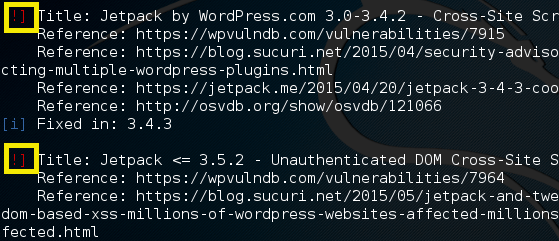 [!] Title: Jetpack by WordPress.com 3.0-3.4.2 - Cross-Site Scr
Reference: https://wpvulndb.com/vulnerabilities/7915
Reference: https://blog.sucuri.net/2015/04/security-adviso
cting-multiple-wordpress-plugins.html
Reference: https://jetpack.me/2015/04/20/jetpack-3-4-3-coo
Reference: http://osvdb.org/show/osvdb/121066
[i] Fixed in: 3.4.3
[!] Title: Jetpack <= 3.5.2 - Unauthenticated DOM Cross-Site S
Reference: https://wpvulndb.com/vulnerabilities/7964
Reference: https://blog.sucuri.net/2015/05/jetpack-and-twe
dom-based-xss-millions-of-wordpress-websites-affected-millions
fected.html